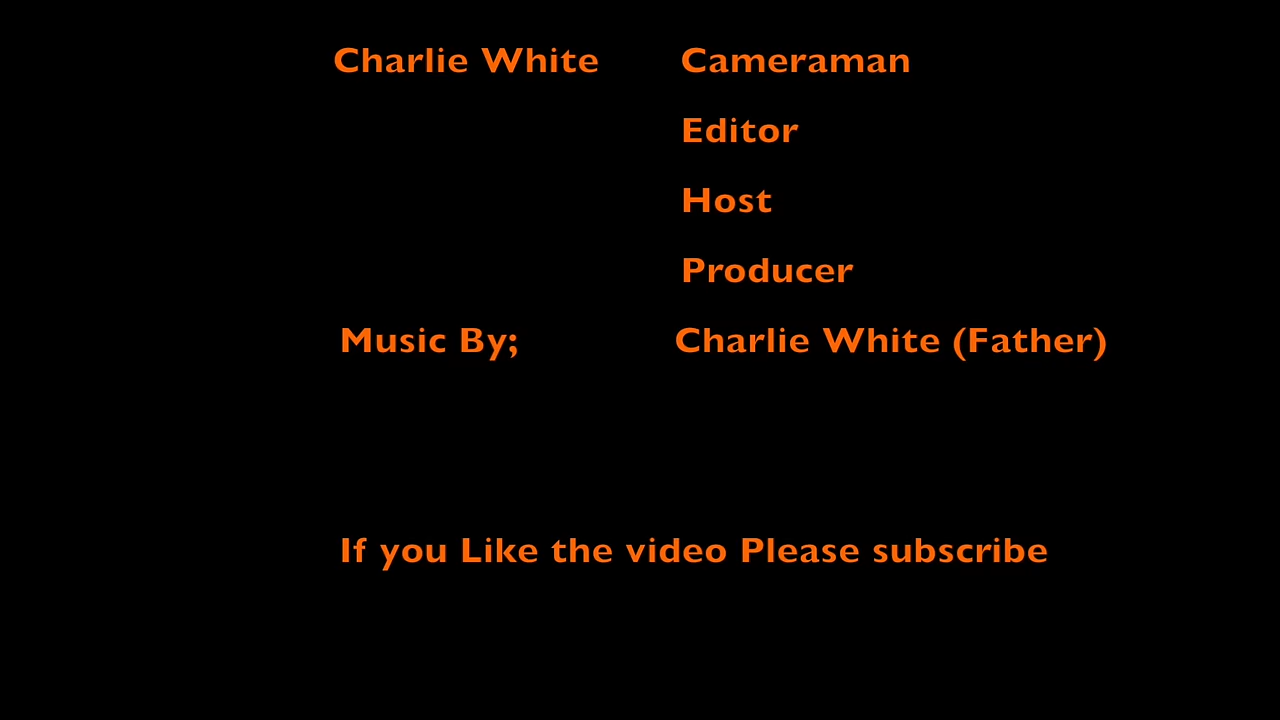 Charlie White Cameraman
Editor
Host
Producer
Music By; Charlie White (Father)
If you Like the video Please subscribe